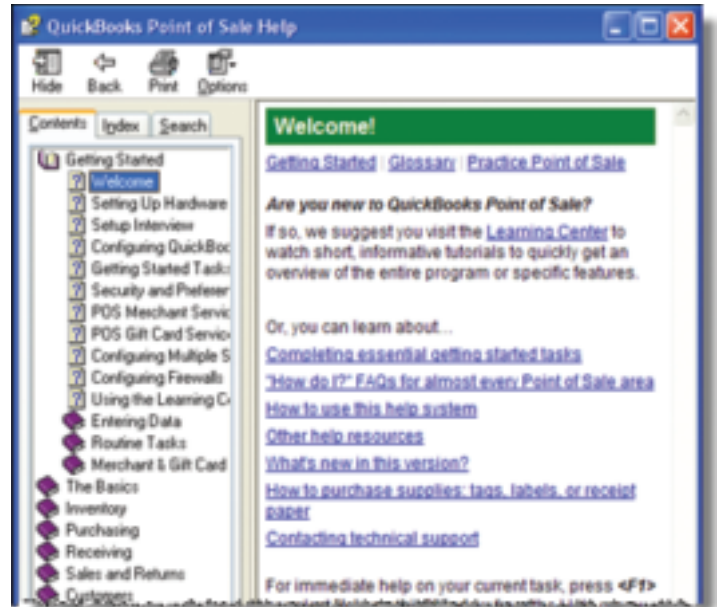 QuickBooks Point of Sale Help
Hide Back Print Options
Contents Index Search
Getting Started
Welcome
Setting Up Hardware
Setup Interview
Configuring QuickBoo
Getting Started Tasks
Security and Preferen
POS Merchant Servic
POS Gift Card Service
Configuring Multiple S
Configuring Firewalls
Using the Learning C
Entering Data
Routine Tasks
Merchant & Gift Card
The Basics
Inventory
Purchasing
Receiving
Sales and Returns
Customers
Welcome!
Getting Started | Glossary | Practice Point of Sale
Are you new to QuickBooks Point of Sale?
If so, we suggest you visit the Learning Center to
watch short, informative tutorials to quickly get an
overview of the entire program or specific features.
Or, you can learn about...
Completing essential getting started tasks
"How do I?" FAQs for almost every Point of Sale area
How to use this help system
Other help resources
What's new in this version?
How to purchase supplies: tags, labels, or receipt
paper
Contacting technical support
For immediate help on your current task, press <F1>